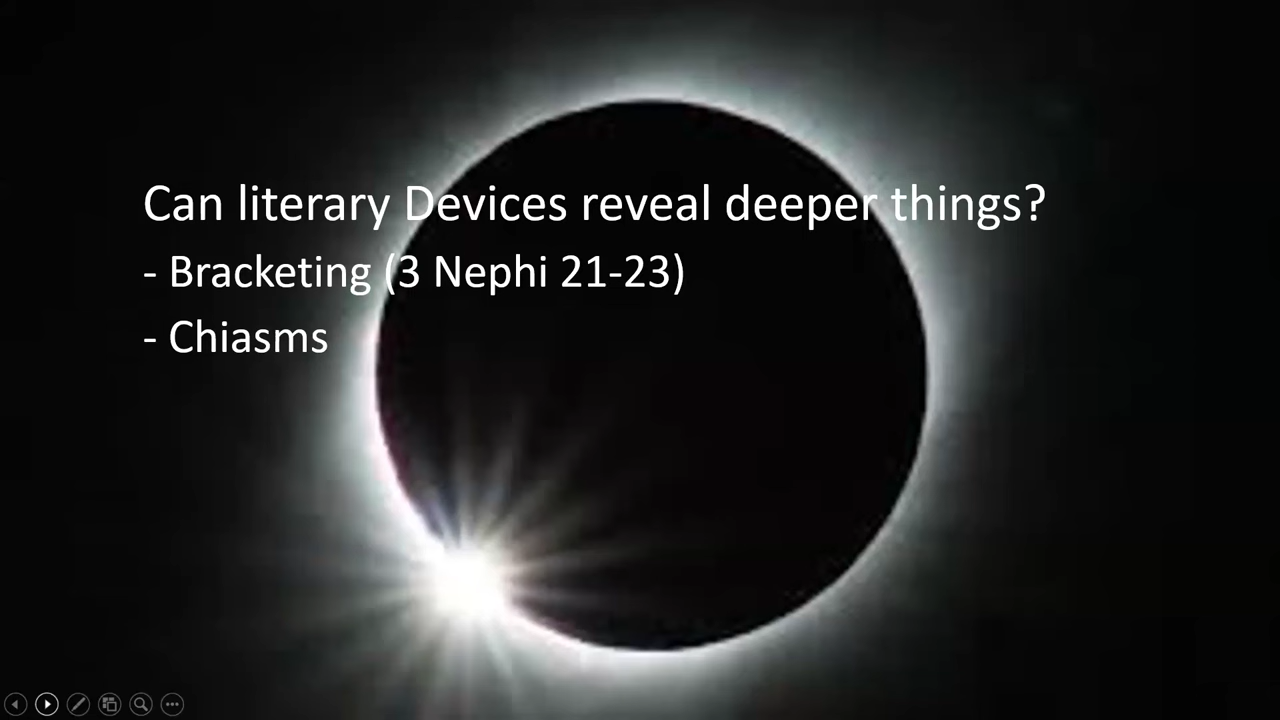 Can literary Devices reveal deeper things?
- Bracketing (3 Nephi 21-23)
- Chiasms